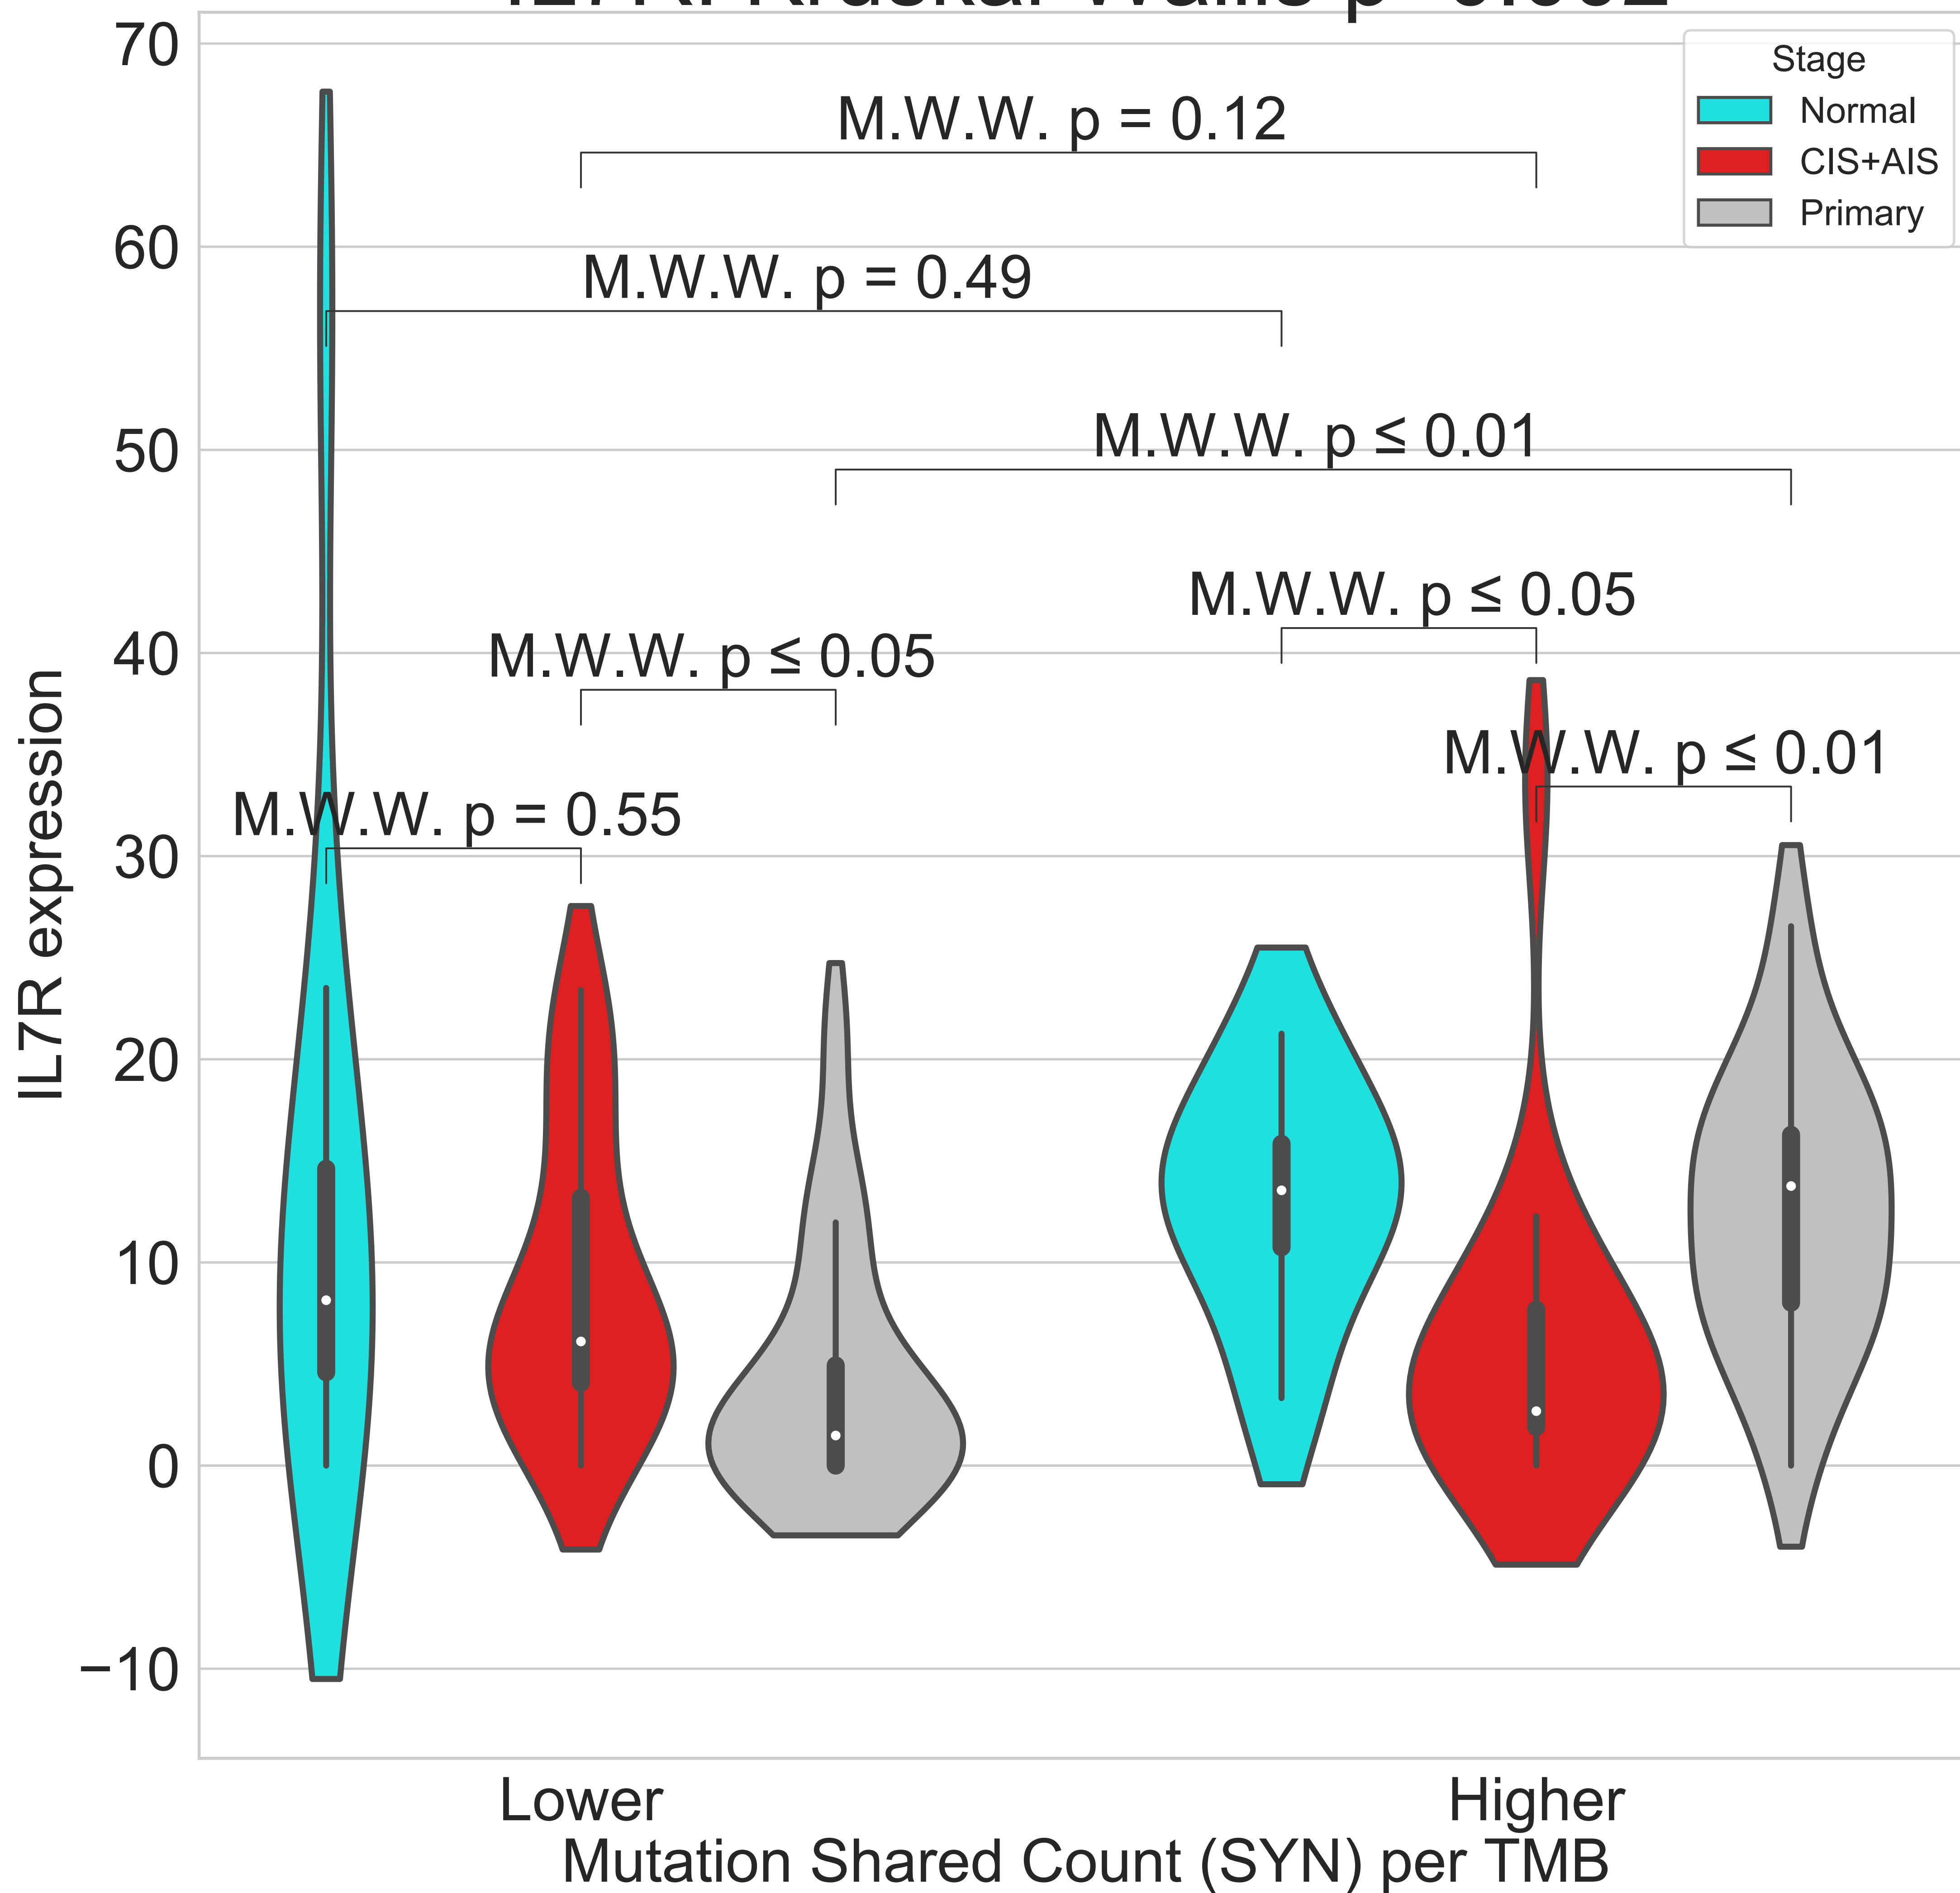 70
60
50
40
30
20
10
0
−10
IL7R expression
Stage
Normal
CIS+AIS
Primary
M.W.W. p = 0.12
M.W.W. p = 0.49
M.W.W. p ≤ 0.01
M.W.W. p ≤ 0.05
M.W.W. p ≤ 0.05
M.W.W. p ≤ 0.01
M.W.W. p = 0.55
Lower
Higher
Mutation Shared Count (SYN) per TMB